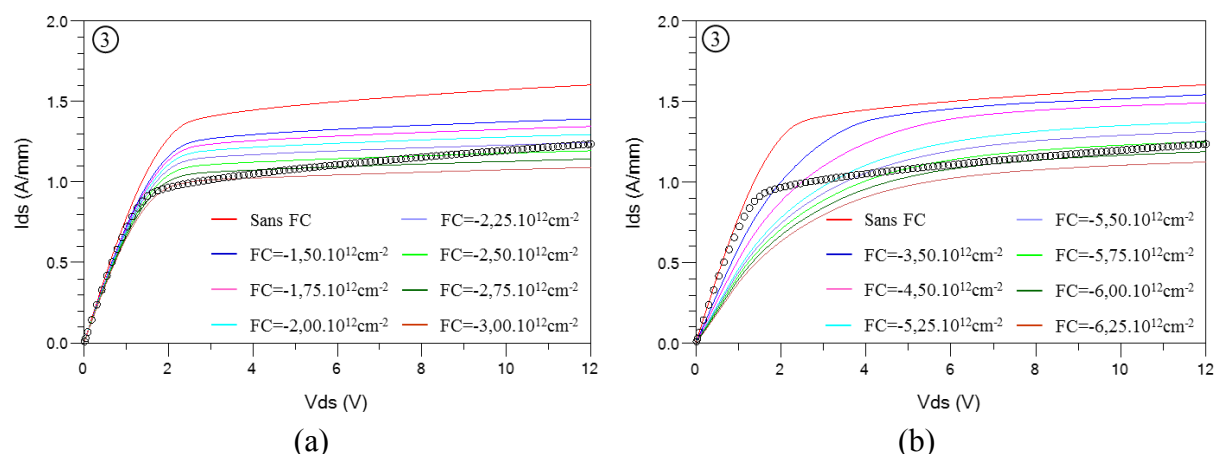 ③
2.0
1.5
1.0
0.5
0.0
Ids (A/mm)
Sans FC
FC=-1,50.10¹²cm⁻²
FC=-1,75.10¹²cm⁻²
FC=-2,00.10¹²cm⁻²
FC=-2,25.10¹²cm⁻²
FC=-2,50.10¹²cm⁻²
FC=-2,75.10¹²cm⁻²
FC=-3,00.10¹²cm⁻²
0 2 4 6 8 10 12
Vds (V)
(a)
③
2.0
1.5
1.0
0.5
0.0
Ids (A/mm)
Sans FC
FC=-3,50.10¹²cm⁻²
FC=-4,50.10¹²cm⁻²
FC=-5,25.10¹²cm⁻²
FC=-5,50.10¹²cm⁻²
FC=-5,75.10¹²cm⁻²
FC=-6,00.10¹²cm⁻²
FC=-6,25.10¹²cm⁻²
0 1 2 3 4 5 6 7 8 9 10 11 12
Vds (V)
(b)